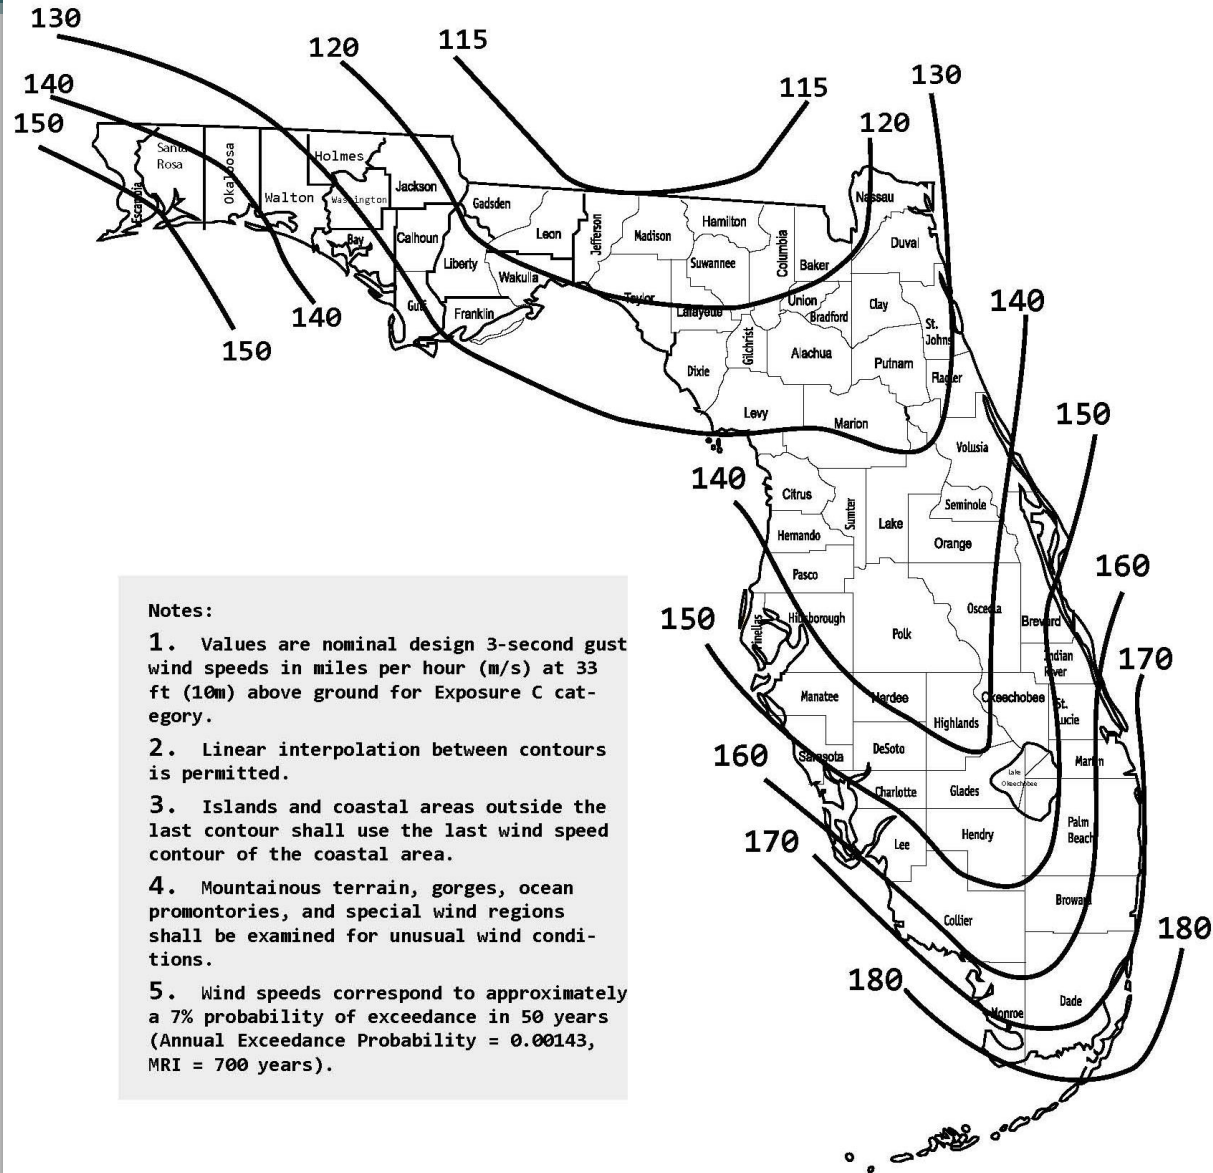 130
120
115
130
115
140
150
120
Santa
Rosa
Okaloosa
Holmes
Escambia
Walton
Washington
Jackson
Gadsden
Nassau
Bay
Calhoun
Leon
Jefferson
Madison
Hamilton
Columbia
Baker
Duval
Liberty
Wakulla
Suwannee
Gulf
Franklin
Taylor
Lafayette
Union
Bradford
Clay
St.
Johns
140
140
150
Dixie
Gilchrist
Alachua
Putnam
Flagler
Levy
Marion
150
Volusia
140
Citrus
Sumter
Lake
Seminole
Hernando
Orange
Pasco
160
150
Pinellas
Hillsborough
Polk
Osceola
Brevard
Indian
River
170
Manatee
Hardee
Highlands
Okeechobee
St.
Lucie
160
Sarasota
DeSoto
Martin
Charlotte
Glades
Lake
Okeechobee
170
Lee
Hendry
Palm
Beach
Collier
Broward
180
180
Monroe
Dade
Notes:
1. Values are nominal design 3-second gust
wind speeds in miles per hour (m/s) at 33
ft (10m) above ground for Exposure C cat-
egory.
2. Linear interpolation between contours
is permitted.
3. Islands and coastal areas outside the
last contour shall use the last wind speed
contour of the coastal area.
4. Mountainous terrain, gorges, ocean
promontories, and special wind regions
shall be examined for unusual wind condi-
tions.
5. Wind speeds correspond to approximately
a 7% probability of exceedance in 50 years
(Annual Exceedance Probability = 0.00143,
MRI = 700 years).